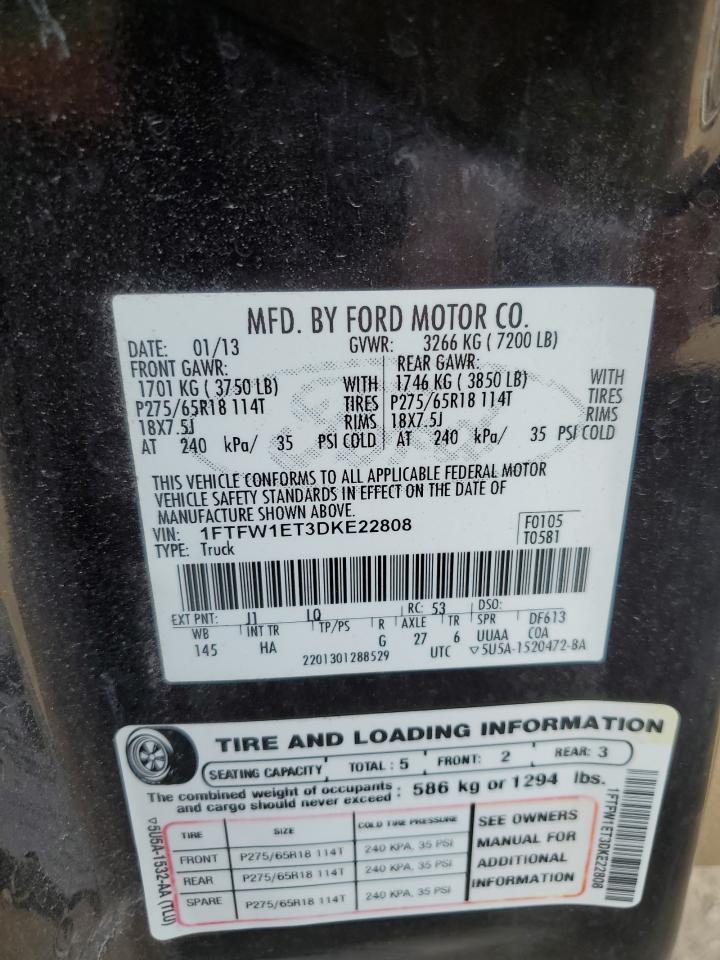 MFD. BY FORD MOTOR CO.
DATE: 01/13 GVWR: 3266 KG ( 7200 LB)
FRONT GAWR: REAR GAWR:
1701 KG ( 3750 LB) WITH 1746 KG ( 3850 LB) WITH
P275/65R18 114T TIRES P275/65R18 114T TIRES
18X7.5J RIMS 18X7.5J RIMS
AT 240 kPa/ 35 PSI COLD AT 240 kPa/ 35 PSI COLD
THIS VEHICLE CONFORMS TO ALL APPLICABLE FEDERAL MOTOR
VEHICLE SAFETY STANDARDS IN EFFECT ON THE DATE OF
MANUFACTURE SHOWN ABOVE.
VIN: 1FTFW1ET3DKE22808 F0105
TYPE: Truck T0581
EXT PNT: J1 LQ RC: 53 DSO:
WB INT TR TP/PS R AXLE TR SPR DF613
145 HA G 27 6 UUAA COA
2201301288529 UTC ▽5U5A-1520472-BA
TIRE AND LOADING INFORMATION
SEATING CAPACITY TOTAL: 5 FRONT: 2 REAR: 3
The combined weight of occupants and cargo should never exceed : 586 kg or 1294 lbs.
TIRE SIZE COLD TIRE PRESSURE
FRONT P275/65R18 114T 240 KPA, 35 PSI
REAR P275/65R18 114T 240 KPA, 35 PSI
SPARE P275/65R18 114T 240 KPA, 35 PSI
SEE OWNERS
MANUAL FOR
ADDITIONAL
INFORMATION
▽5U5A-1532-AA (TLU)
1FTFW1ET3DKE22808